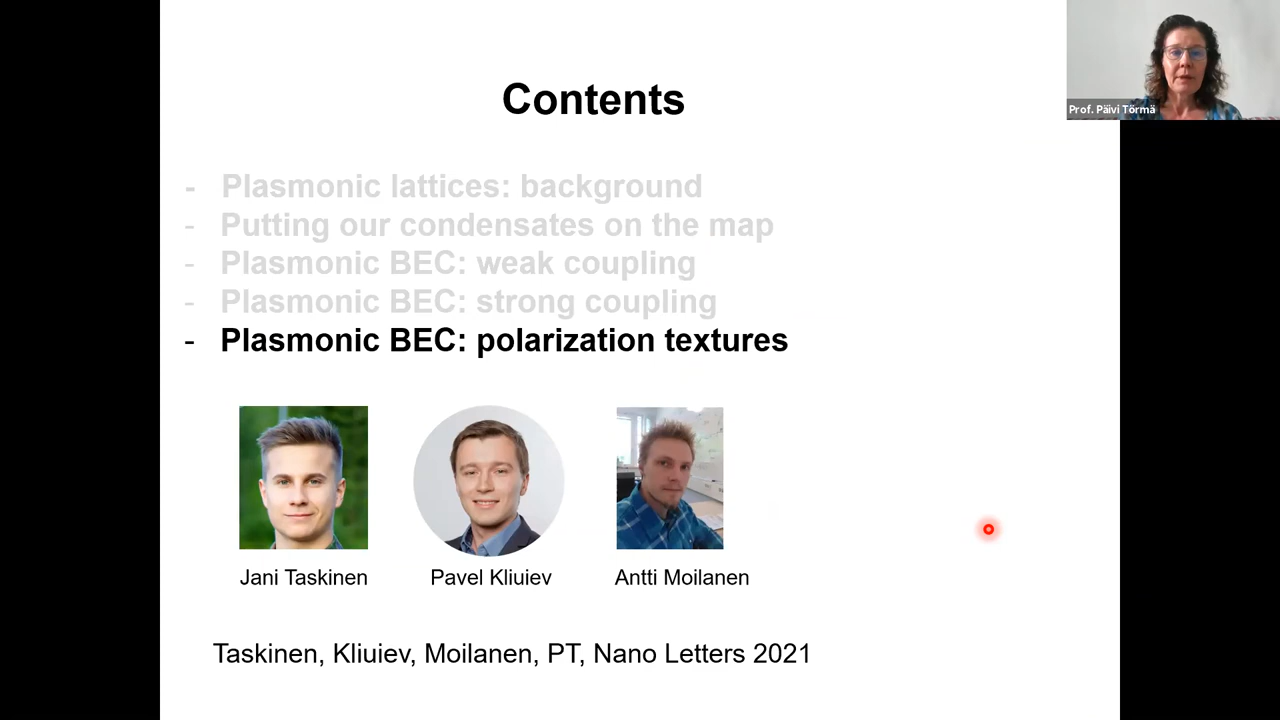 Contents
Prof. Päivi Törmä
- Plasmonic lattices: background
- Putting our condensates on the map
- Plasmonic BEC: weak coupling
- Plasmonic BEC: strong coupling
- Plasmonic BEC: polarization textures
Jani Taskinen Pavel Kliuiev Antti Moilanen
Taskinen, Kliuiev, Moilanen, PT, Nano Letters 2021